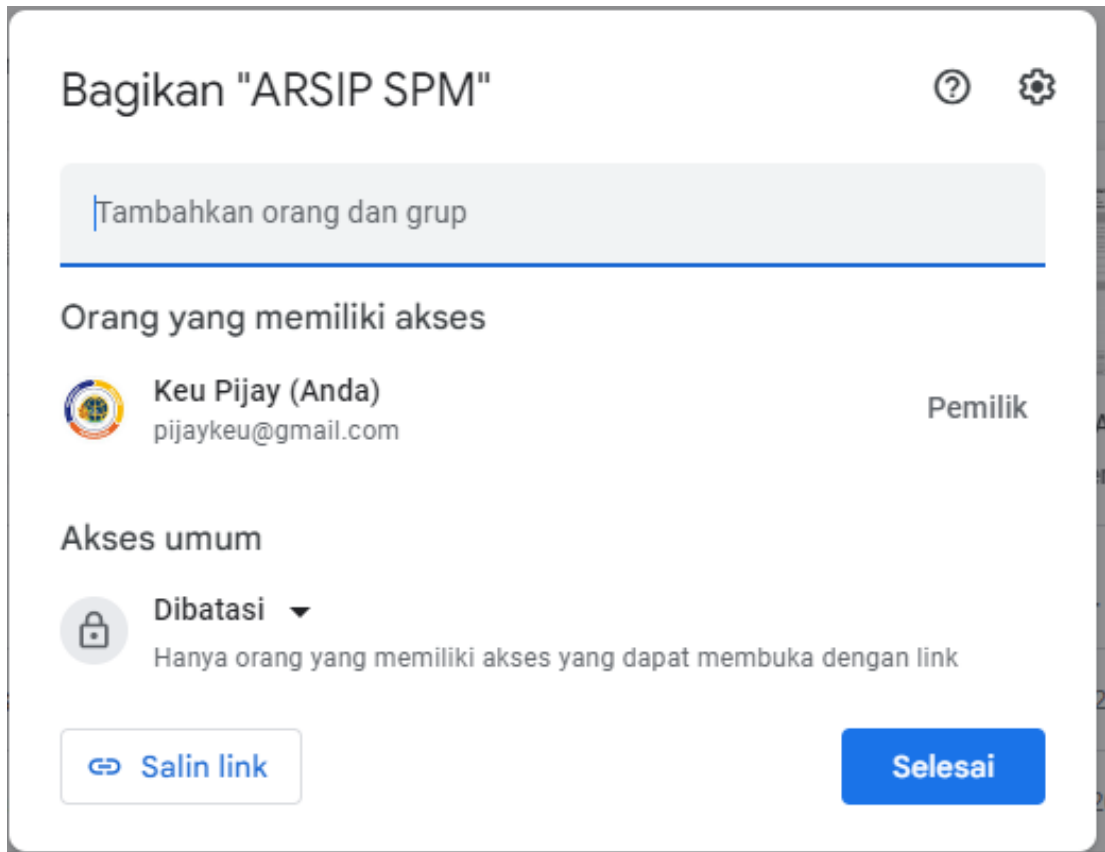 Bagikan "ARSIP SPM"
Tambahkan orang dan grup
Orang yang memiliki akses
Keu Pijay (Anda)
pijaykeu@gmail.com
Pemilik
Akses umum
Dibatasi
Hanya orang yang memiliki akses yang dapat membuka dengan link
Salin link
Selesai